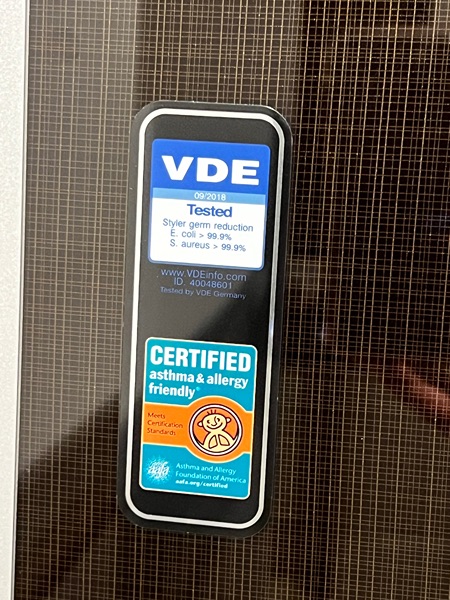 VDE
09/2018
Tested
Styler germ reduction
E. coli > 99.9%
S. aureus > 99.9%
www.VDEinfo.com
ID. 40048601
Tested by VDE Germany
CERTIFIED
asthma & allergy
friendly®
Meets
Certification
Standards
aafa
Asthma and Allergy
Foundation of America
aafa.org/certified